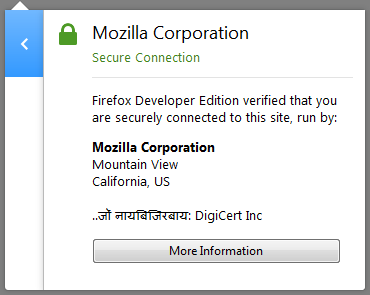 Mozilla Corporation
Secure Connection
Firefox Developer Edition verified that you
are securely connected to this site, run by:
Mozilla Corporation
Mountain View
California, US
..जों नायबिजिरबाय: DigiCert Inc
More Information